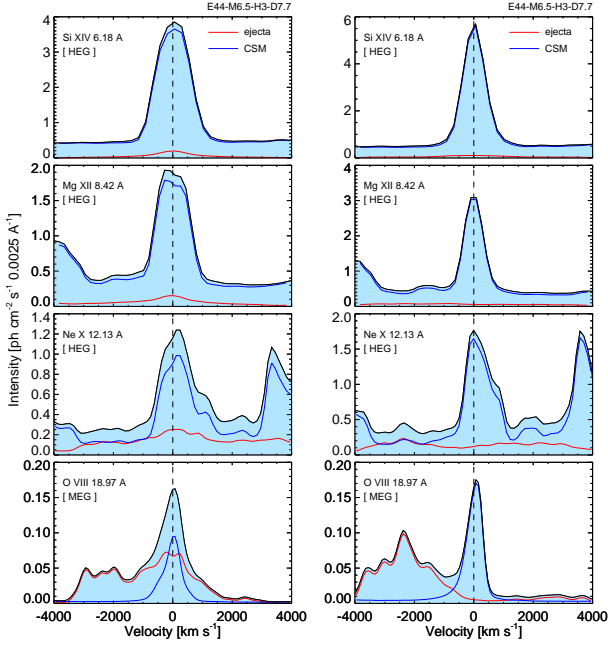 E44-M6.5-H3-D7.7
Si XIV 6.18 A
[ HEG ]
ejecta
CSM
4
3
2
1
0
Mg XII 8.42 A
[ HEG ]
2.0
1.5
1.0
0.5
0.0
Ne X 12.13 A
[ HEG ]
1.4
1.2
1.0
0.8
0.6
0.4
0.2
0.0
O VIII 18.97 A
[ MEG ]
0.20
0.15
0.10
0.05
0.00
-4000 -2000 0 2000 4000
Velocity [km s-1]
Intensity [ph cm-2 s-1 0.0025 A-1]
E44-M6.5-H3-D7.7
Si XIV 6.18 A
[ HEG ]
ejecta
CSM
6
4
2
0
Mg XII 8.42 A
[ HEG ]
4
3
2
1
0
Ne X 12.13 A
[ HEG ]
2.0
1.5
1.0
0.5
0.0
O VIII 18.97 A
[ MEG ]
0.20
0.15
0.10
0.05
0.00
-4000 -2000 0 2000 4000
Velocity [km s-1]